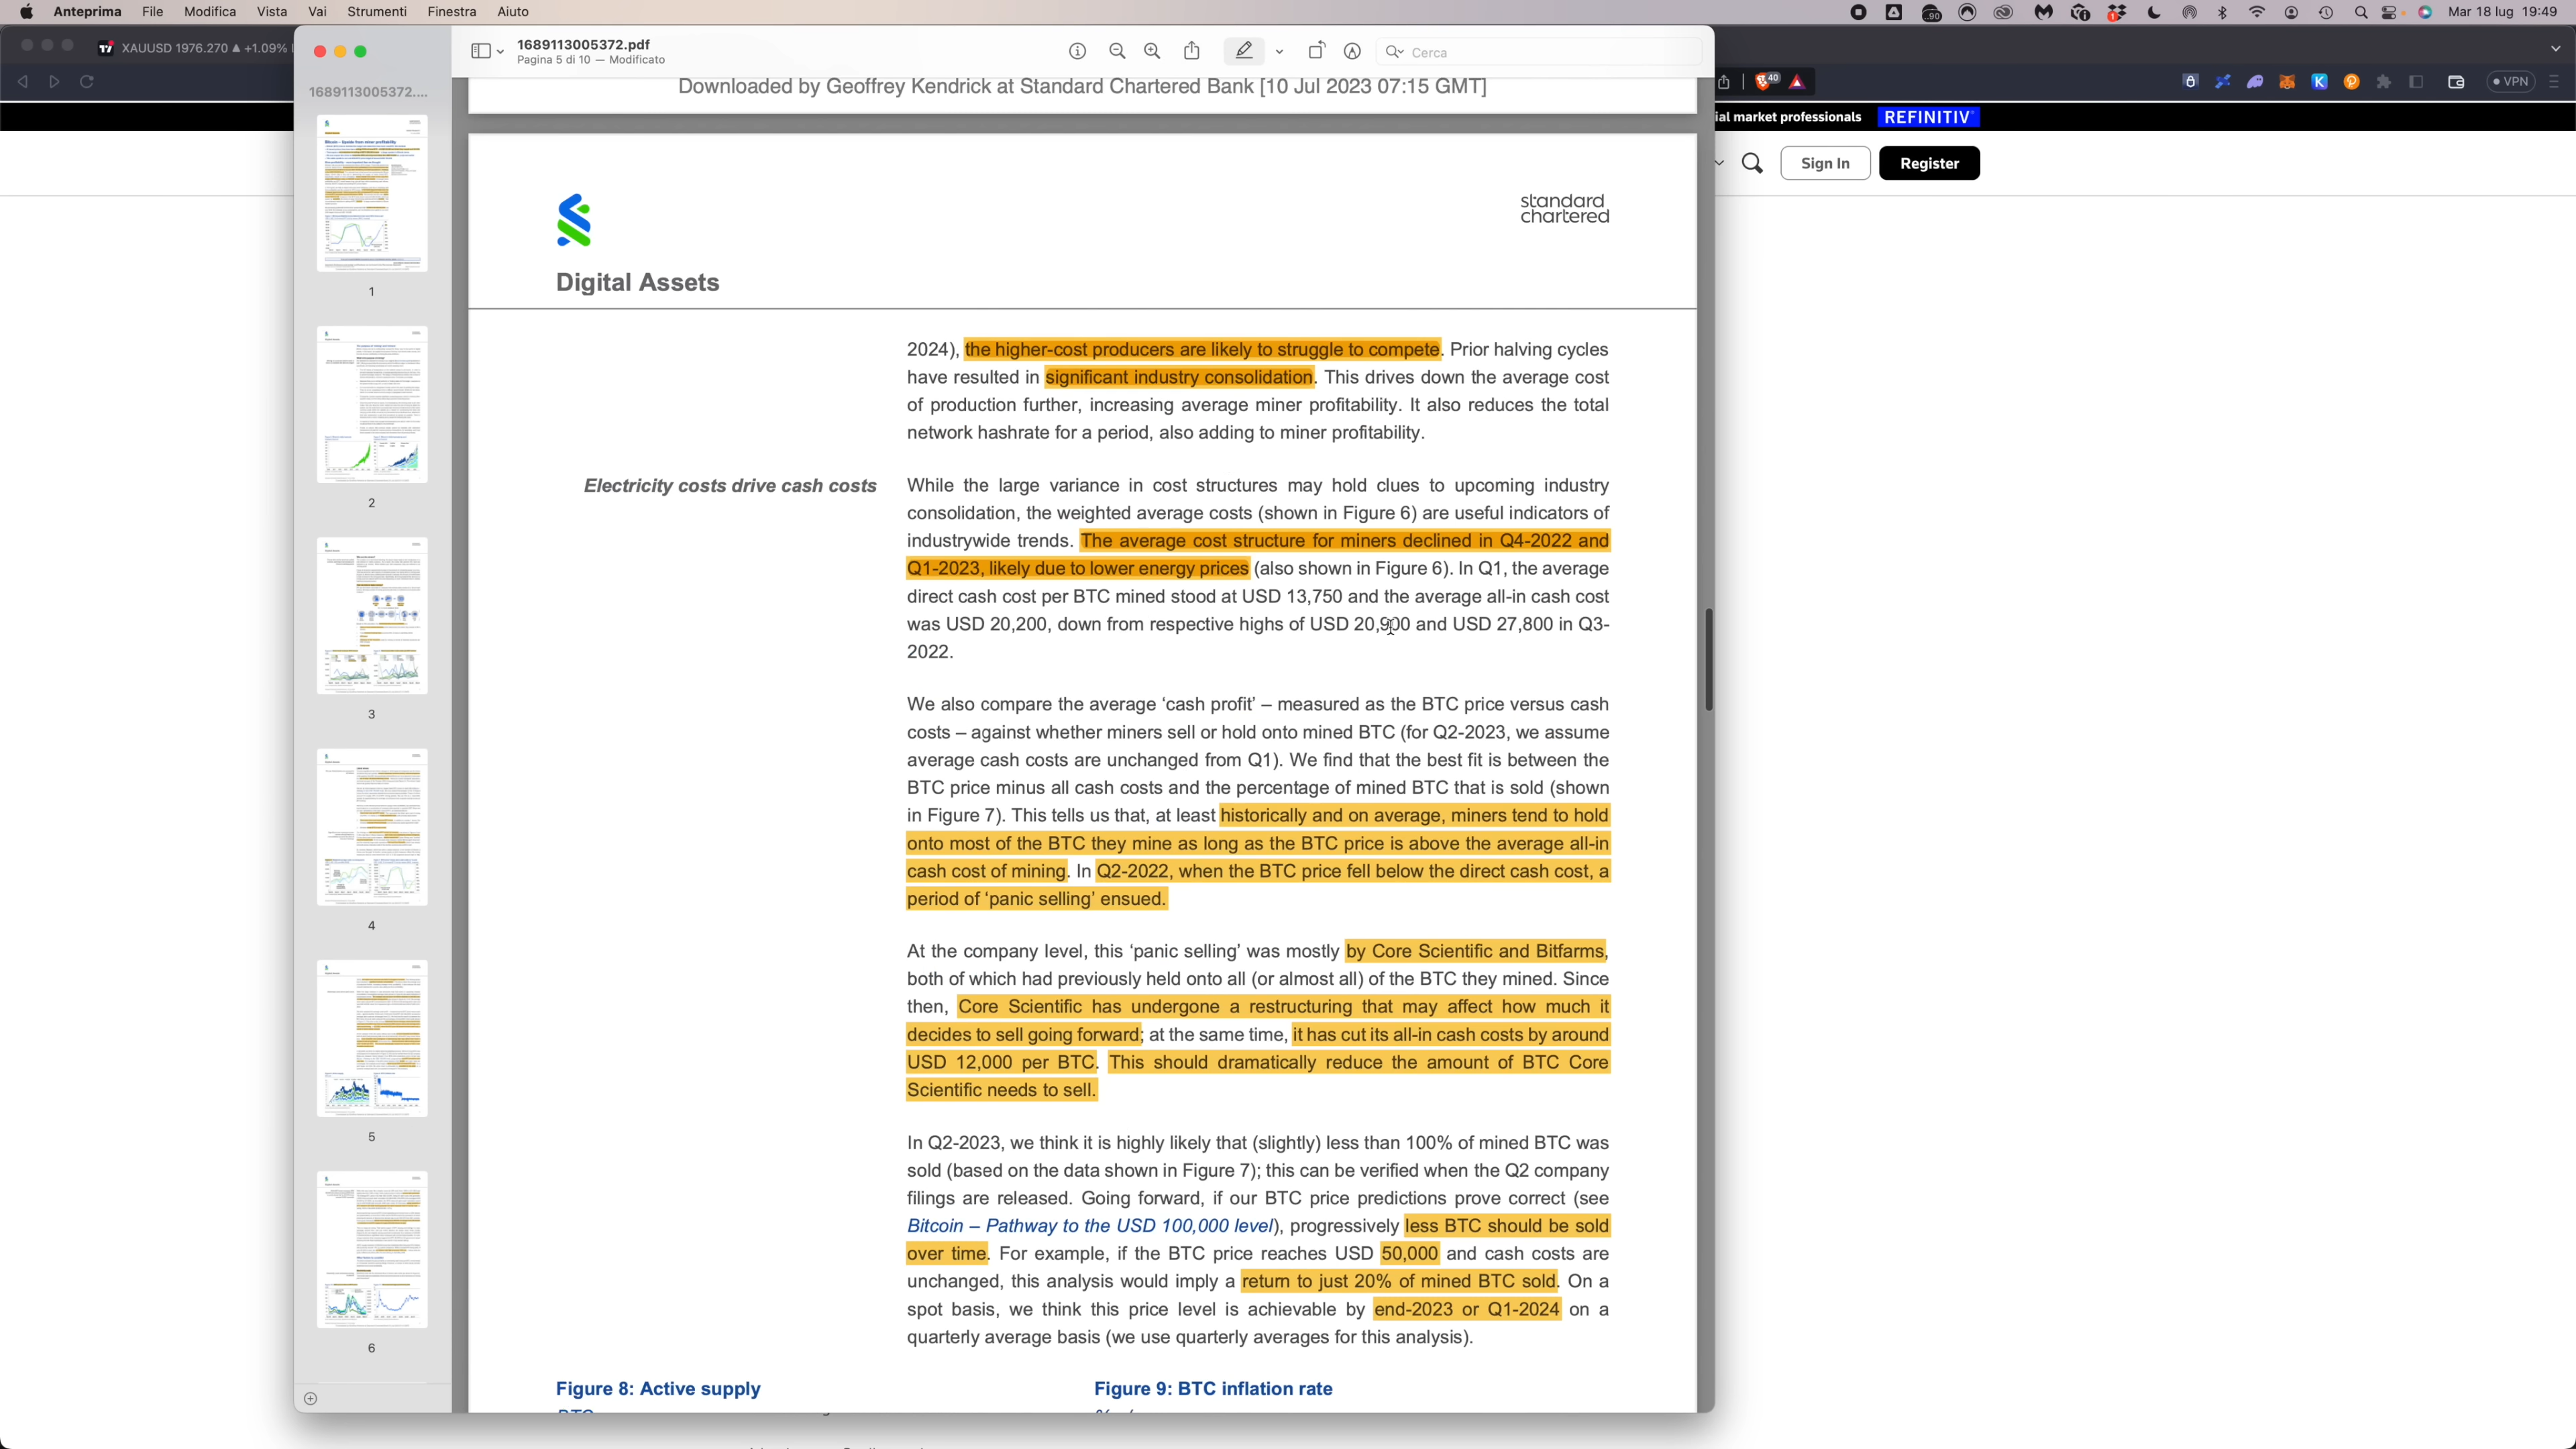 Anteprima File Modifica Vista Vai Strumenti Finestra Aiuto
Mar 18 lug 19:49
XAUUSD 1976.270 ▲ +1.09%
1689113005372.pdf
Pagina 5 di 10 — Modificato
Cerca
40
VPN
1689113005372....
1
2
3
4
5
6
ial market professionals REFINITIV
Sign In
Register
Downloaded by Geoffrey Kendrick at Standard Chartered Bank [10 Jul 2023 07:15 GMT]
standard
chartered
Digital Assets
2024), the higher-cost producers are likely to struggle to compete. Prior halving cycles
have resulted in significant industry consolidation. This drives down the average cost
of production further, increasing average miner profitability. It also reduces the total
network hashrate for a period, also adding to miner profitability.
Electricity costs drive cash costs
While the large variance in cost structures may hold clues to upcoming industry
consolidation, the weighted average costs (shown in Figure 6) are useful indicators of
industrywide trends. The average cost structure for miners declined in Q4-2022 and
Q1-2023, likely due to lower energy prices (also shown in Figure 6). In Q1, the average
direct cash cost per BTC mined stood at USD 13,750 and the average all-in cash cost
was USD 20,200, down from respective highs of USD 20,900 and USD 27,800 in Q3-
2022.
We also compare the average ‘cash profit’ – measured as the BTC price versus cash
costs – against whether miners sell or hold onto mined BTC (for Q2-2023, we assume
average cash costs are unchanged from Q1). We find that the best fit is between the
BTC price minus all cash costs and the percentage of mined BTC that is sold (shown
in Figure 7). This tells us that, at least historically and on average, miners tend to hold
onto most of the BTC they mine as long as the BTC price is above the average all-in
cash cost of mining. In Q2-2022, when the BTC price fell below the direct cash cost, a
period of ‘panic selling’ ensued.
At the company level, this ‘panic selling’ was mostly by Core Scientific and Bitfarms,
both of which had previously held onto all (or almost all) of the BTC they mined. Since
then, Core Scientific has undergone a restructuring that may affect how much it
decides to sell going forward; at the same time, it has cut its all-in cash costs by around
USD 12,000 per BTC. This should dramatically reduce the amount of BTC Core
Scientific needs to sell.
In Q2-2023, we think it is highly likely that (slightly) less than 100% of mined BTC was
sold (based on the data shown in Figure 7); this can be verified when the Q2 company
filings are released. Going forward, if our BTC price predictions prove correct (see
Bitcoin – Pathway to the USD 100,000 level), progressively less BTC should be sold
over time. For example, if the BTC price reaches USD 50,000 and cash costs are
unchanged, this analysis would imply a return to just 20% of mined BTC sold. On a
spot basis, we think this price level is achievable by end-2023 or Q1-2024 on a
quarterly average basis (we use quarterly averages for this analysis).
Figure 8: Active supply
Figure 9: BTC inflation rate